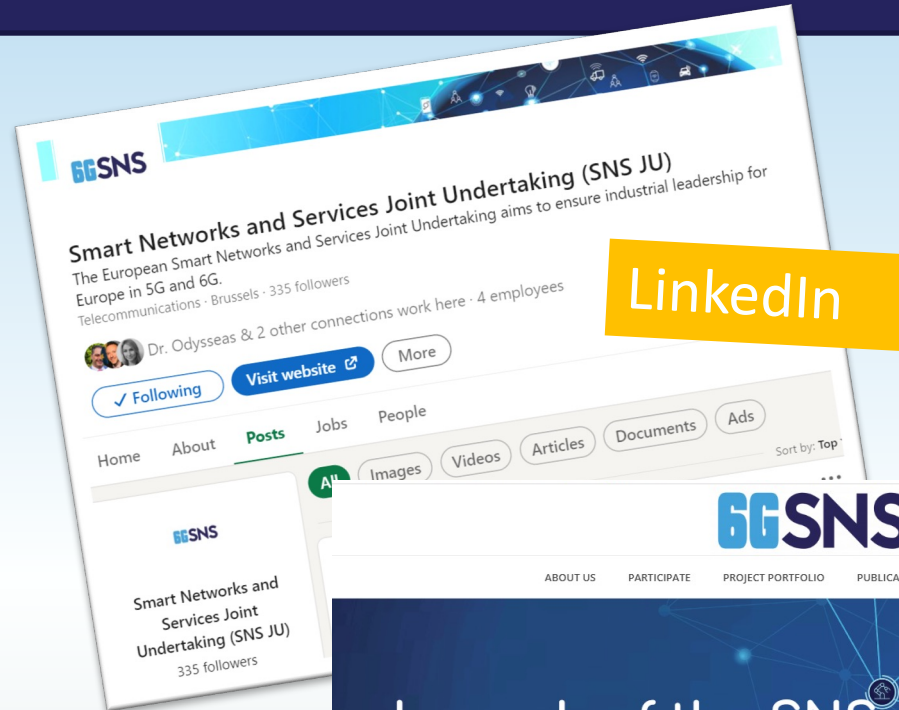 6GSNS
Smart Networks and Services Joint Undertaking (SNS JU)
The European Smart Networks and Services Joint Undertaking aims to ensure industrial leadership for
Europe in 5G and 6G.
Telecommunications · Brussels · 335 followers
LinkedIn
Dr. Odysseas & 2 other connections work here · 4 employees
✓ Following
Visit website
More
Home About Posts Jobs People
All Images Videos Articles Documents Ads
Sort by: Top
6GSNS
Smart Networks and
Services Joint
Undertaking (SNS JU)
335 followers
6GSNS
ABOUT US PARTICIPATE PROJECT PORTFOLIO PUBLICA
of the SNS